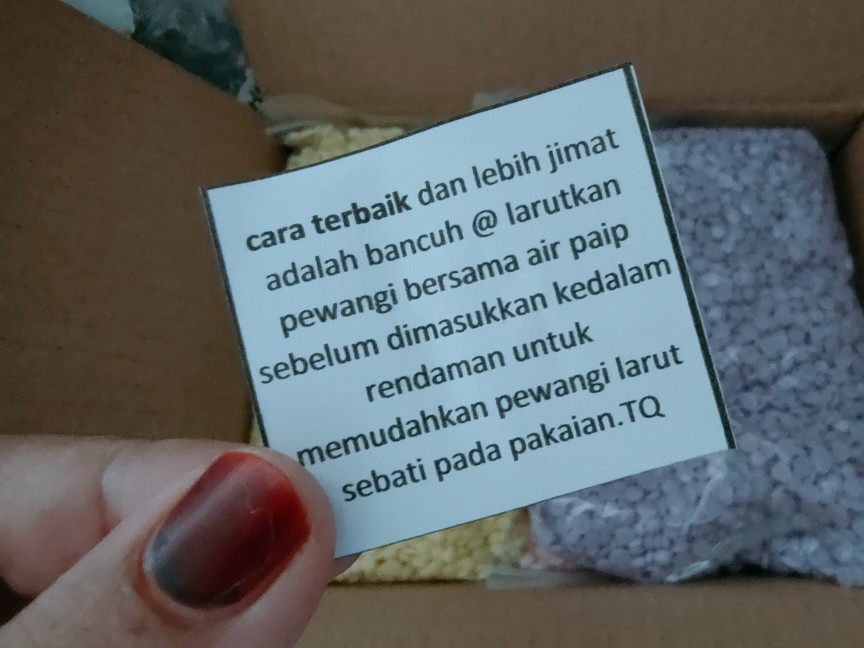 cara terbaik dan lebih jimat
adalah bancuh @ larutkan
pewangi bersama air paip
sebelum dimasukkan kedalam
rendaman untuk
memudahkan pewangi larut
sebati pada pakaian.TQ